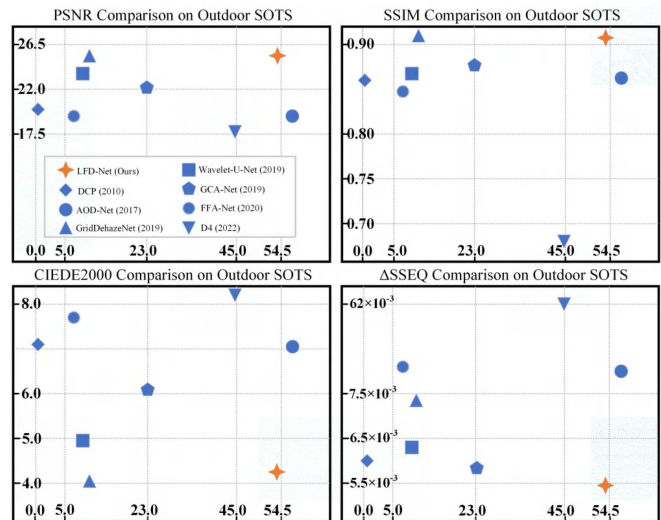 PSNR Comparison on Outdoor SOTS
26.5
22.0
17.5
LFD-Net (Ours)
DCP (2010)
AOD-Net (2017)
GridDehazeNet (2019)
Wavelet-U-Net (2019)
GCA-Net (2019)
FFA-Net (2020)
D4 (2022)
0.0 5.0 23.0 45.0 54.5
SSIM Comparison on Outdoor SOTS
0.90
0.80
0.75
0.70
0.0 5.0 23.0 45.0 54.5
CIEDE2000 Comparison on Outdoor SOTS
8.0
6.0
5.0
4.0
0.0 5.0 23.0 45.0 54.5
ΔSSEQ Comparison on Outdoor SOTS
62×10⁻³
7.5×10⁻³
6.5×10⁻³
5.5×10⁻³
0.0 5.0 23.0 45.0 54.5